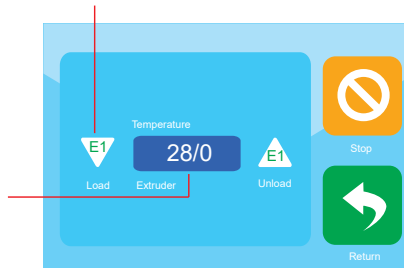 Temperature
E1
28/0
E1
Load
Extruder
Unload
Stop
Return